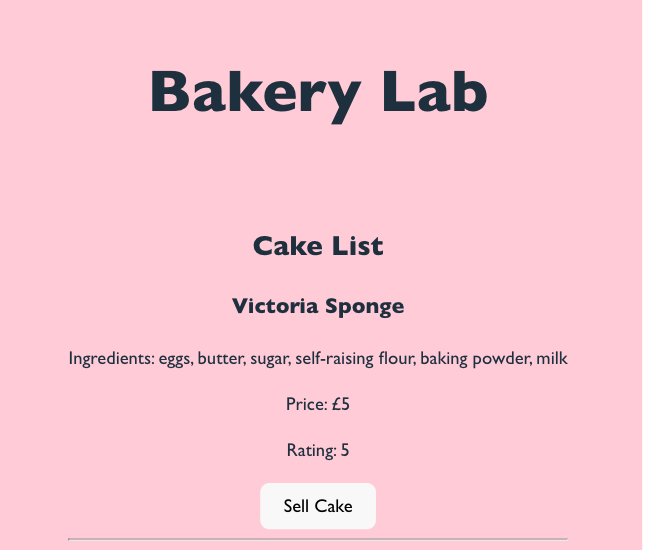 Bakery Lab
Cake List
Victoria Sponge
Ingredients: eggs, butter, sugar, self-raising flour, baking powder, milk
Price: £5
Rating: 5
Sell Cake